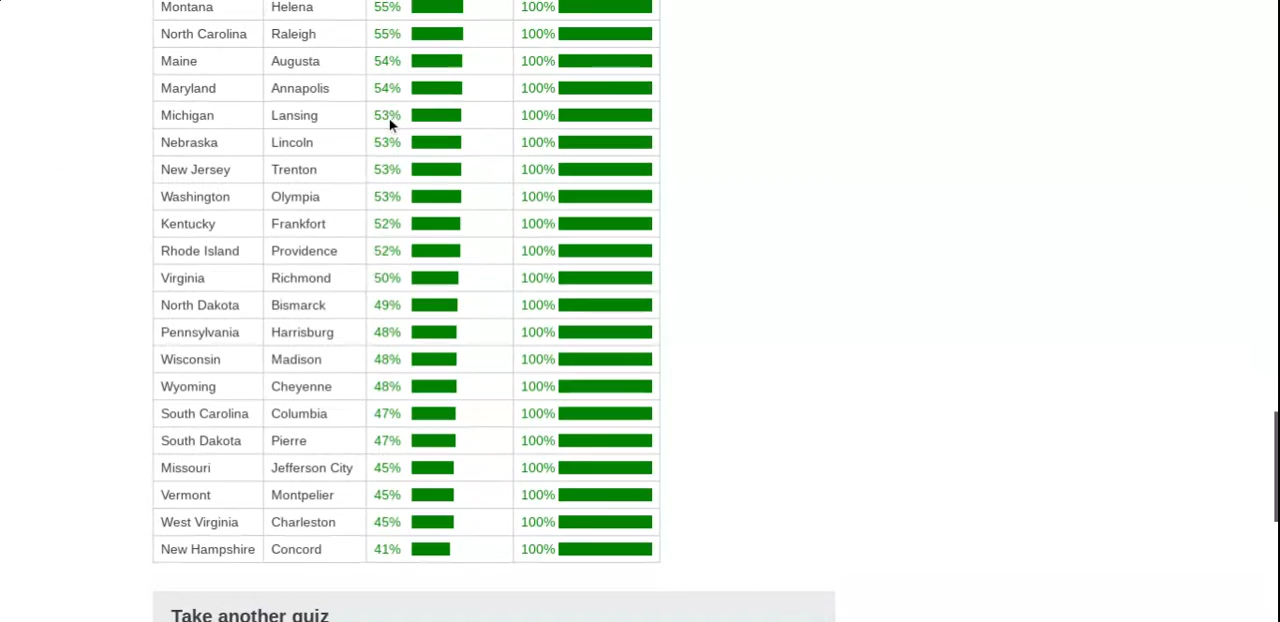 Montana Helena 55% 100%
North Carolina Raleigh 55% 100%
Maine Augusta 54% 100%
Maryland Annapolis 54% 100%
Michigan Lansing 53% 100%
Nebraska Lincoln 53% 100%
New Jersey Trenton 53% 100%
Washington Olympia 53% 100%
Kentucky Frankfort 52% 100%
Rhode Island Providence 52% 100%
Virginia Richmond 50% 100%
North Dakota Bismarck 49% 100%
Pennsylvania Harrisburg 48% 100%
Wisconsin Madison 48% 100%
Wyoming Cheyenne 48% 100%
South Carolina Columbia 47% 100%
South Dakota Pierre 47% 100%
Missouri Jefferson City 45% 100%
Vermont Montpelier 45% 100%
West Virginia Charleston 45% 100%
New Hampshire Concord 41% 100%
Take another quiz